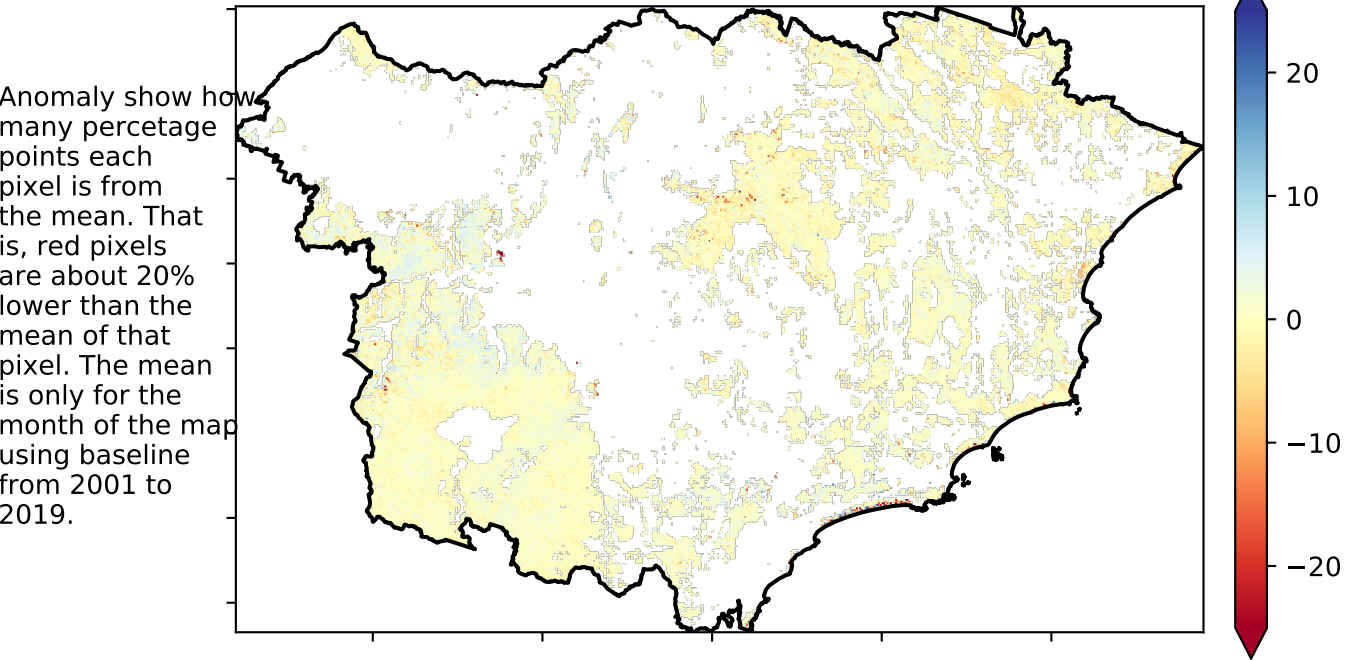 Anomaly show how
many percetage
points each
pixel is from
the mean. That
is, red pixels
are about 20%
lower than the
mean of that
pixel. The mean
is only for the
month of the map
using baseline
from 2001 to
2019.
20
10
0
−10
−20